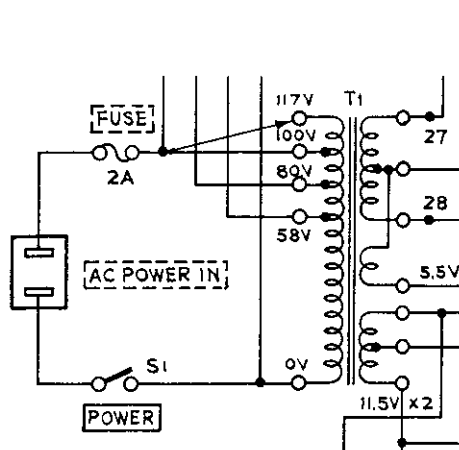 117V
T1
FUSE
100V
27
2A
80V
28
58V
5.5V
AC POWER IN
S1
0V
11.5V x2
POWER